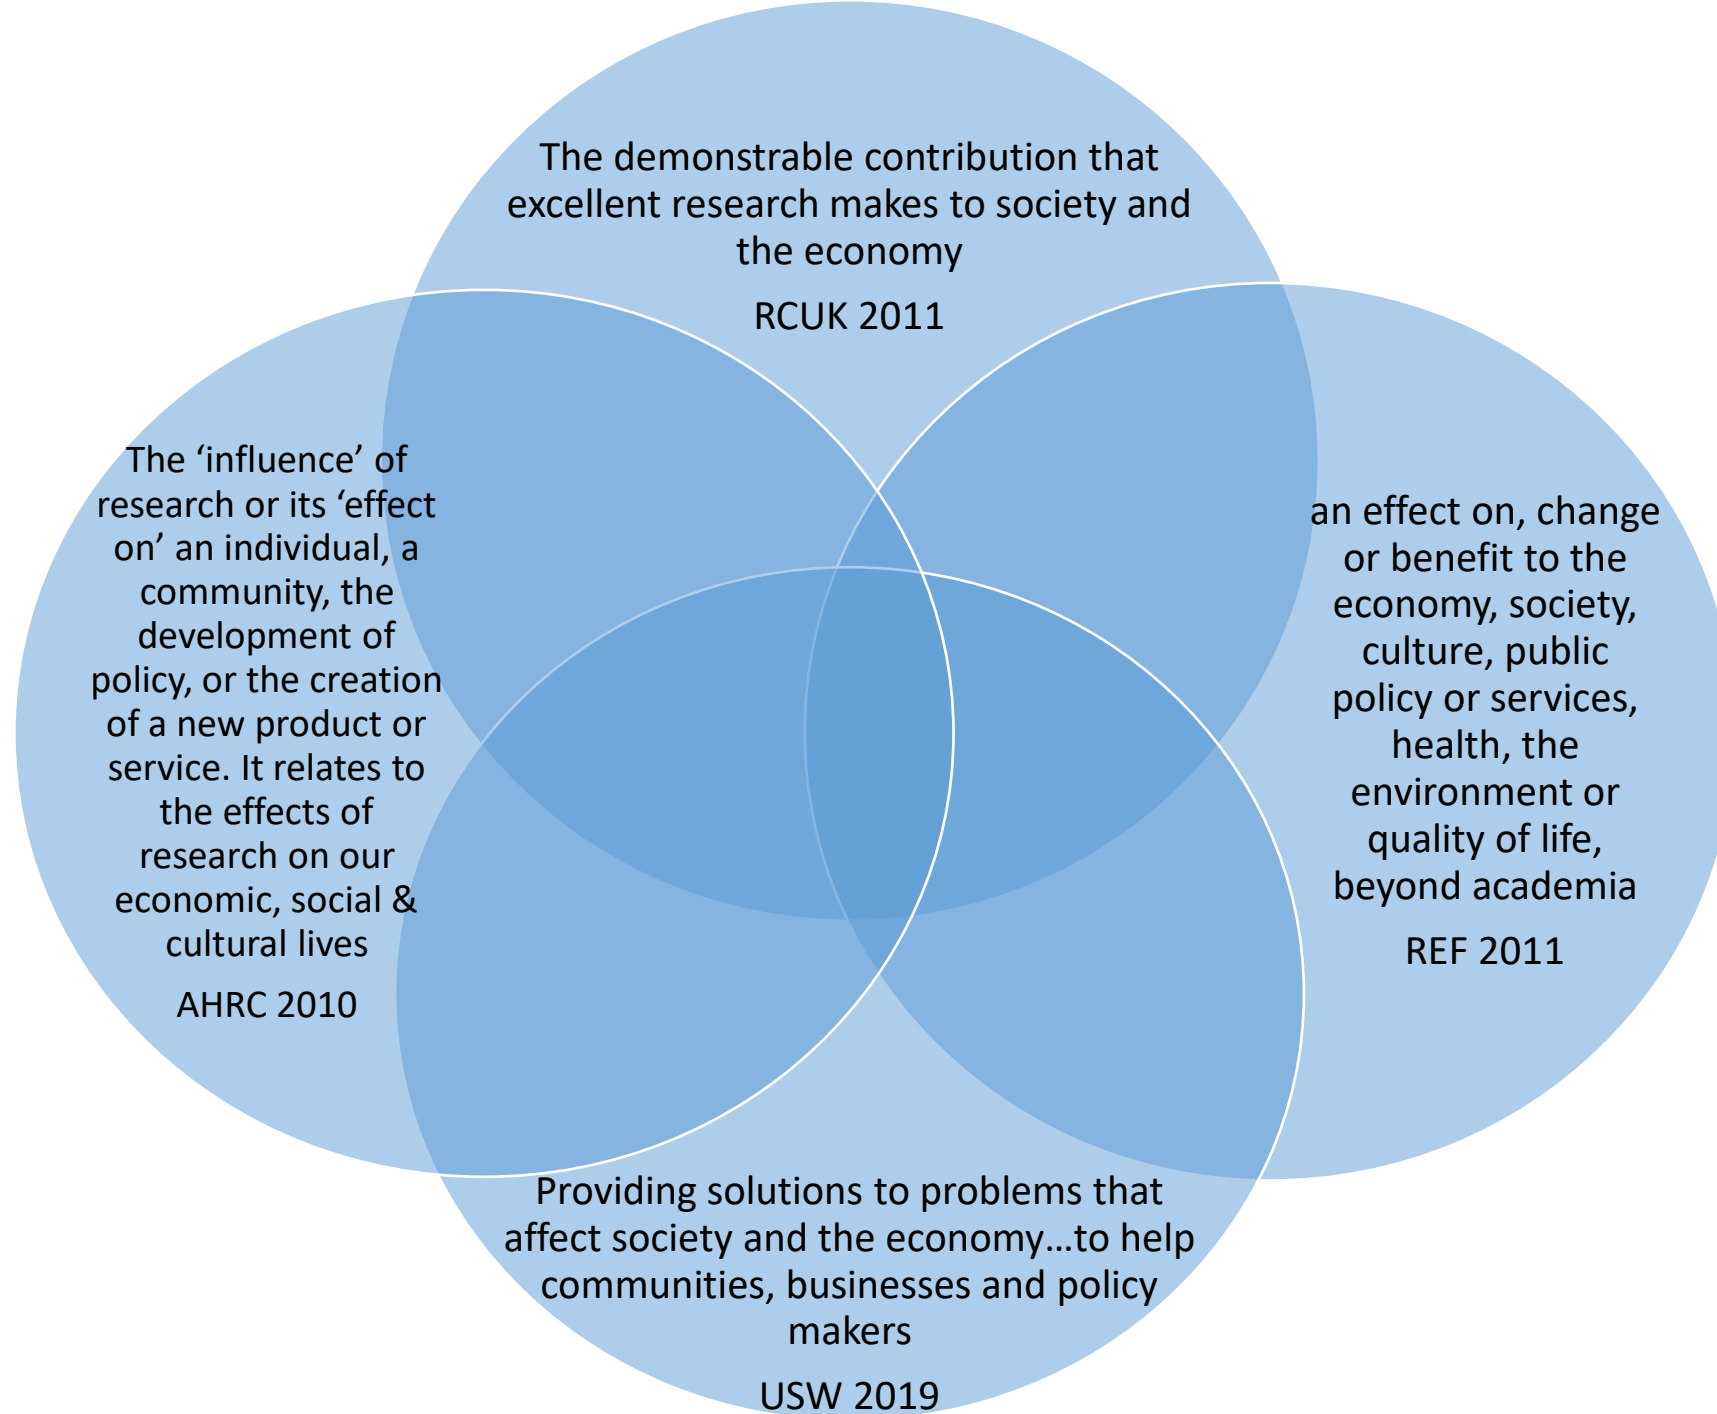 The demonstrable contribution that
excellent research makes to society and
the economy
RCUK 2011
The ‘influence’ of
research or its ‘effect
on’ an individual, a
community, the
development of
policy, or the creation
of a new product or
service. It relates to
the effects of
research on our
economic, social &
cultural lives
AHRC 2010
an effect on, change
or benefit to the
economy, society,
culture, public
policy or services,
health, the
environment or
quality of life,
beyond academia
REF 2011
Providing solutions to problems that
affect society and the economy…to help
communities, businesses and policy
makers
USW 2019